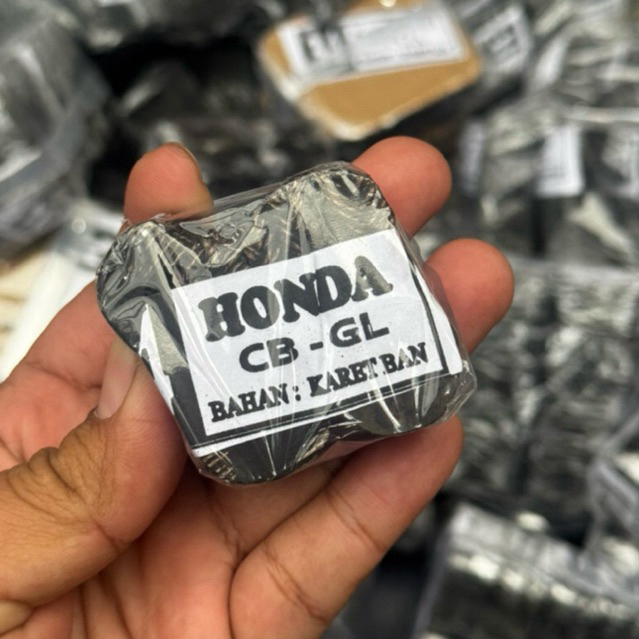 HONDA
CB - GL
BAHAN : KARET BAN